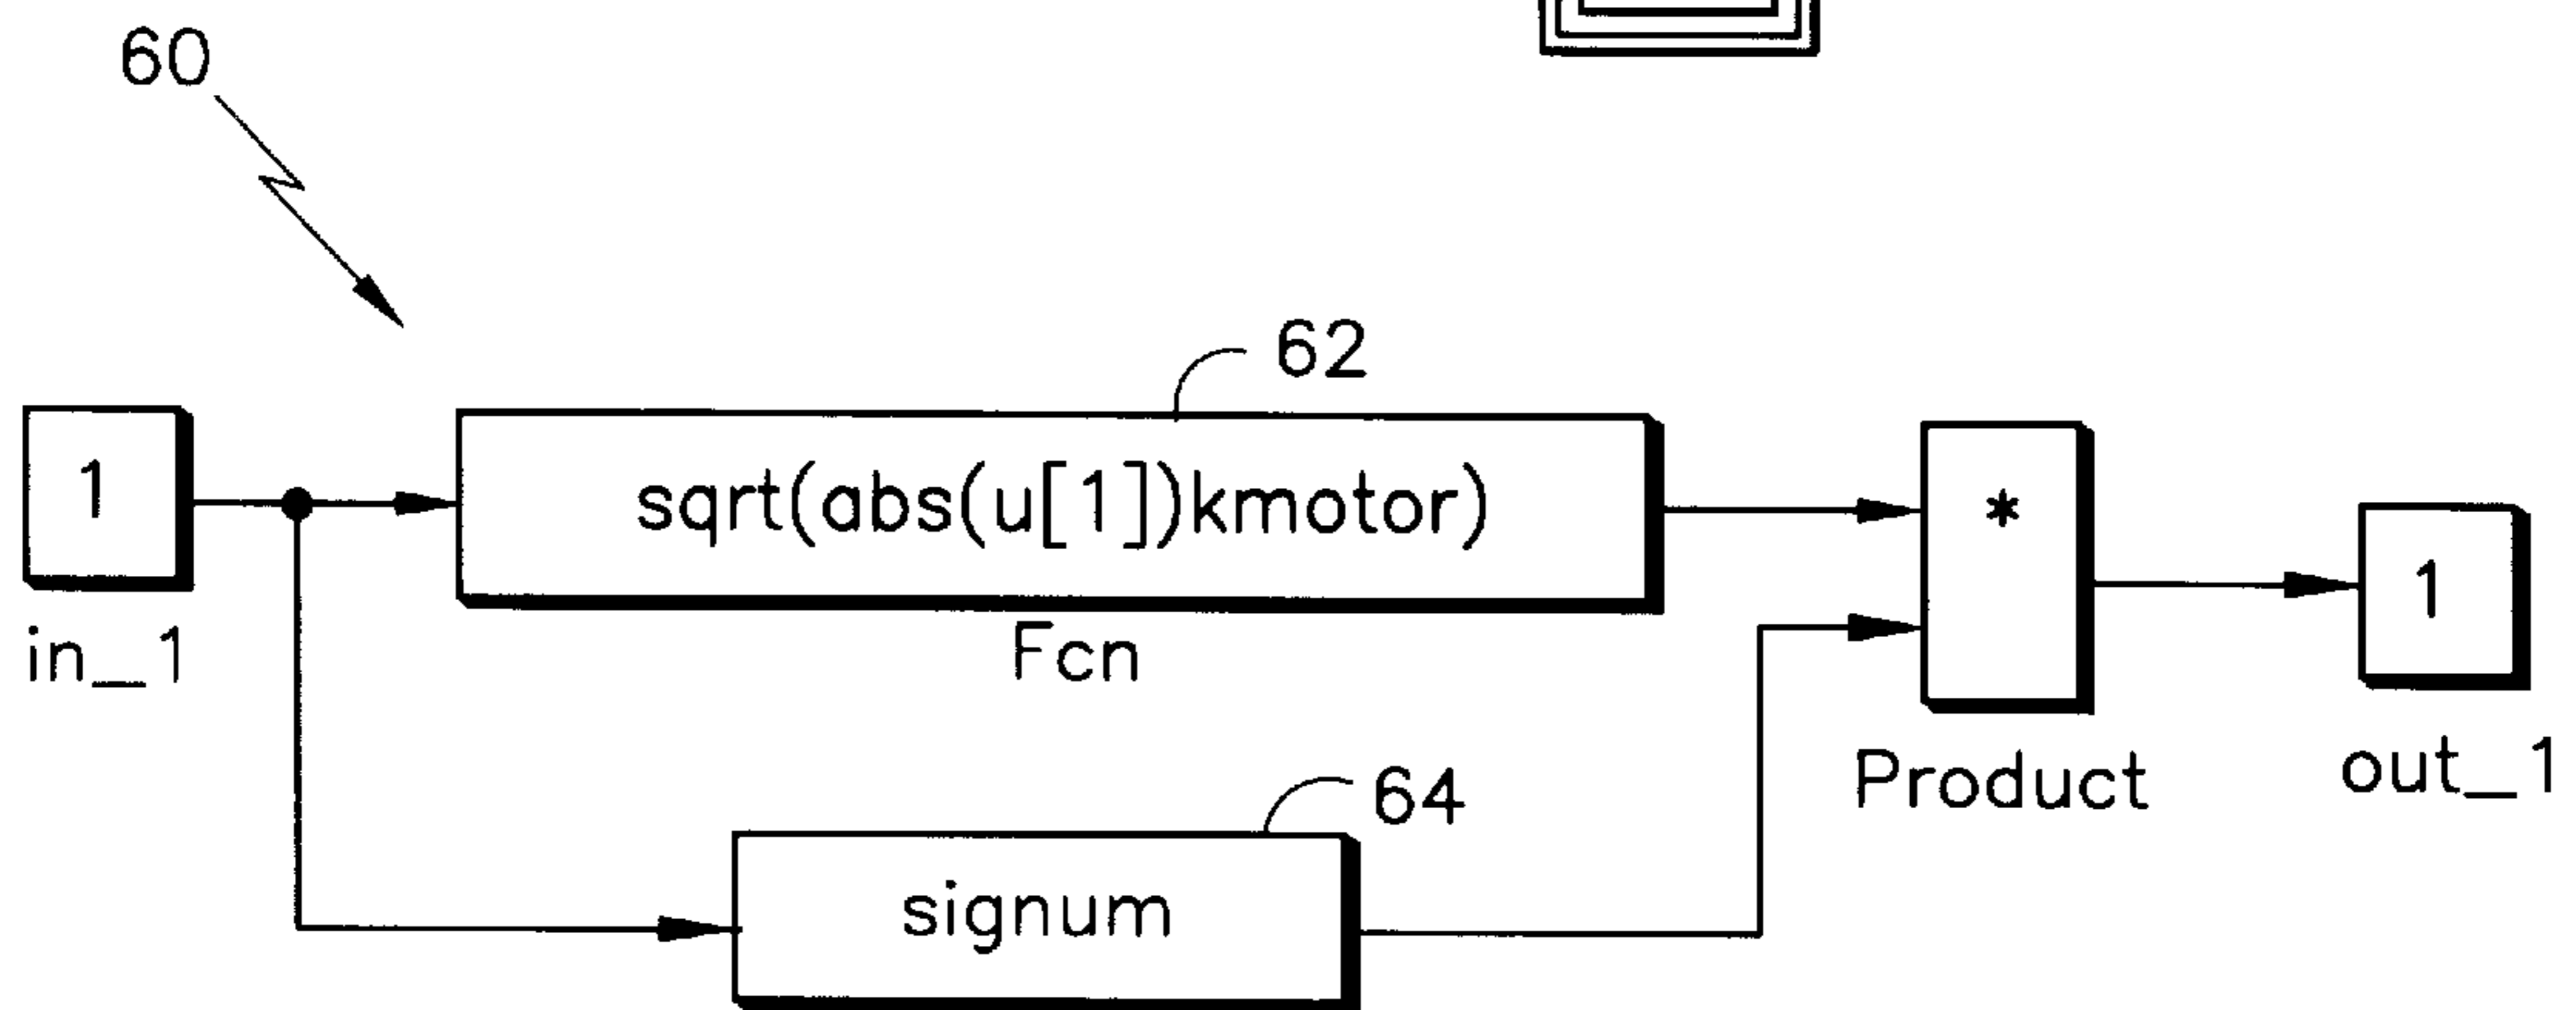 60
62
1
sqrt(abs(u[1])kmotor)
*
1
in_1
Fcn
Product
out_1
64
signum